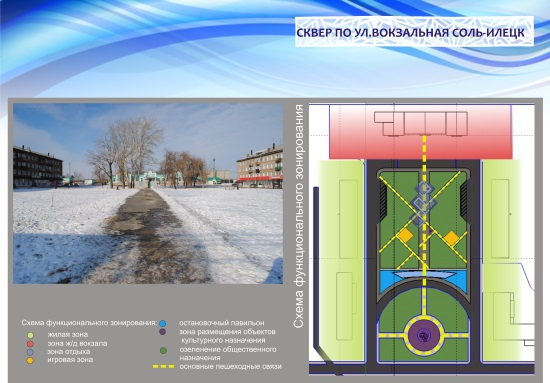 СКВЕР ПО УЛ.ВОКЗАЛЬНАЯ СОЛЬ-ИЛЕЦК
Схема функционального зонирования
Схема функционального зонирования:
жилая зона
зона ж/д вокзала
зона отдыха
игровая зона
остановочный павильон
зона размещения объектов
культурного назначения
озеленение общественного
назначения
основные пешеходные связи